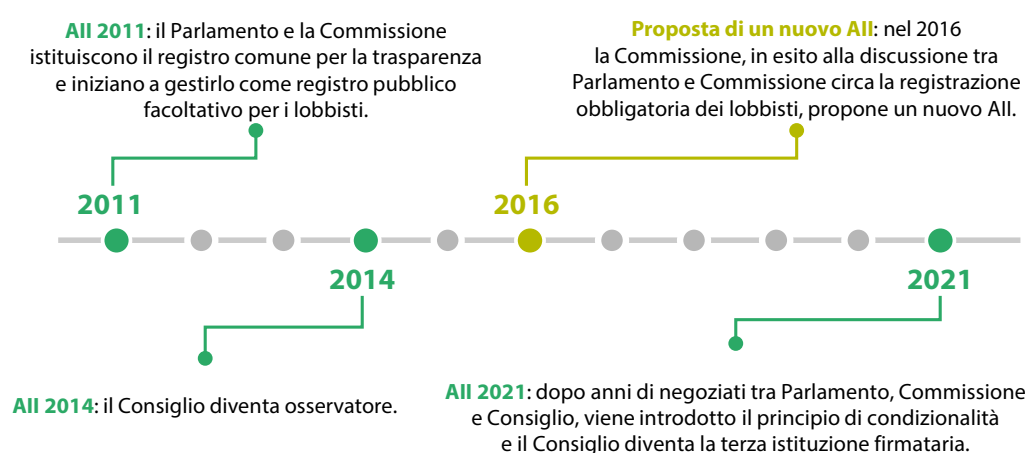 AII 2011: il Parlamento e la Commissione
istituiscono il registro comune per la trasparenza
e iniziano a gestirlo come registro pubblico
facoltativo per i lobbisti.
Proposta di un nuovo AII: nel 2016
la Commissione, in esito alla discussione tra
Parlamento e Commissione circa la registrazione
obbligatoria dei lobbisti, propone un nuovo AII.
2011
2016
2014
2021
AII 2014: il Consiglio diventa osservatore.
AII 2021: dopo anni di negoziati tra Parlamento, Commissione
e Consiglio, viene introdotto il principio di condizionalità
e il Consiglio diventa la terza istituzione firmataria.